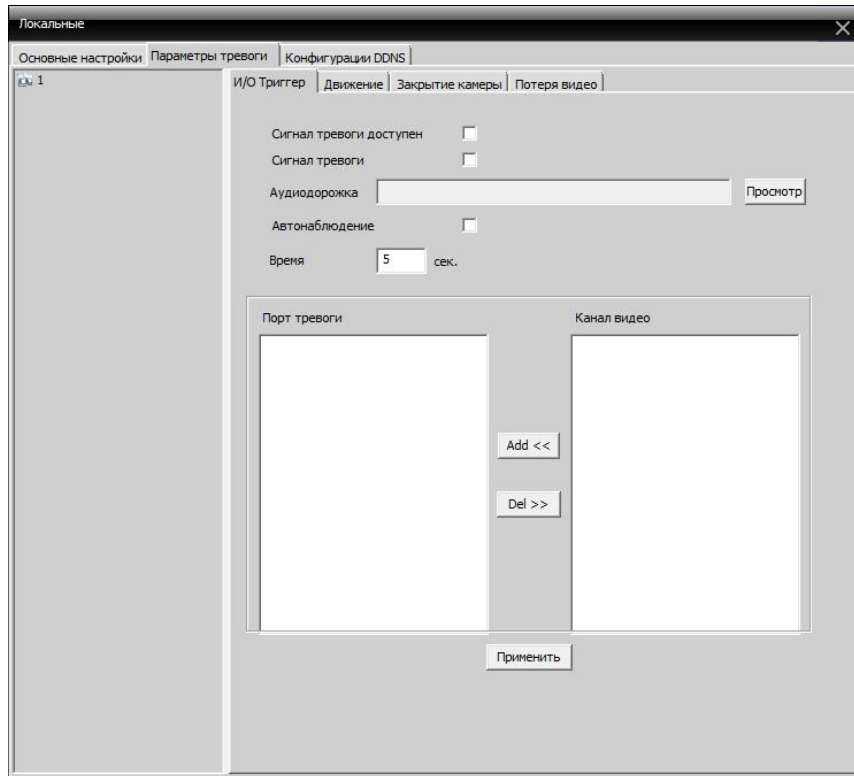 Локальные
Основные настройки Параметры тревоги Конфигурации DDNS
1
И/О Триггер Движение Закрытие камеры Потеря видео
Сигнал тревоги доступен
Сигнал тревоги
Аудиодорожка Просмотр
Автонаблюдение
Время 5 сек.
Порт тревоги Канал видео
Add <<
Del >>
Применить